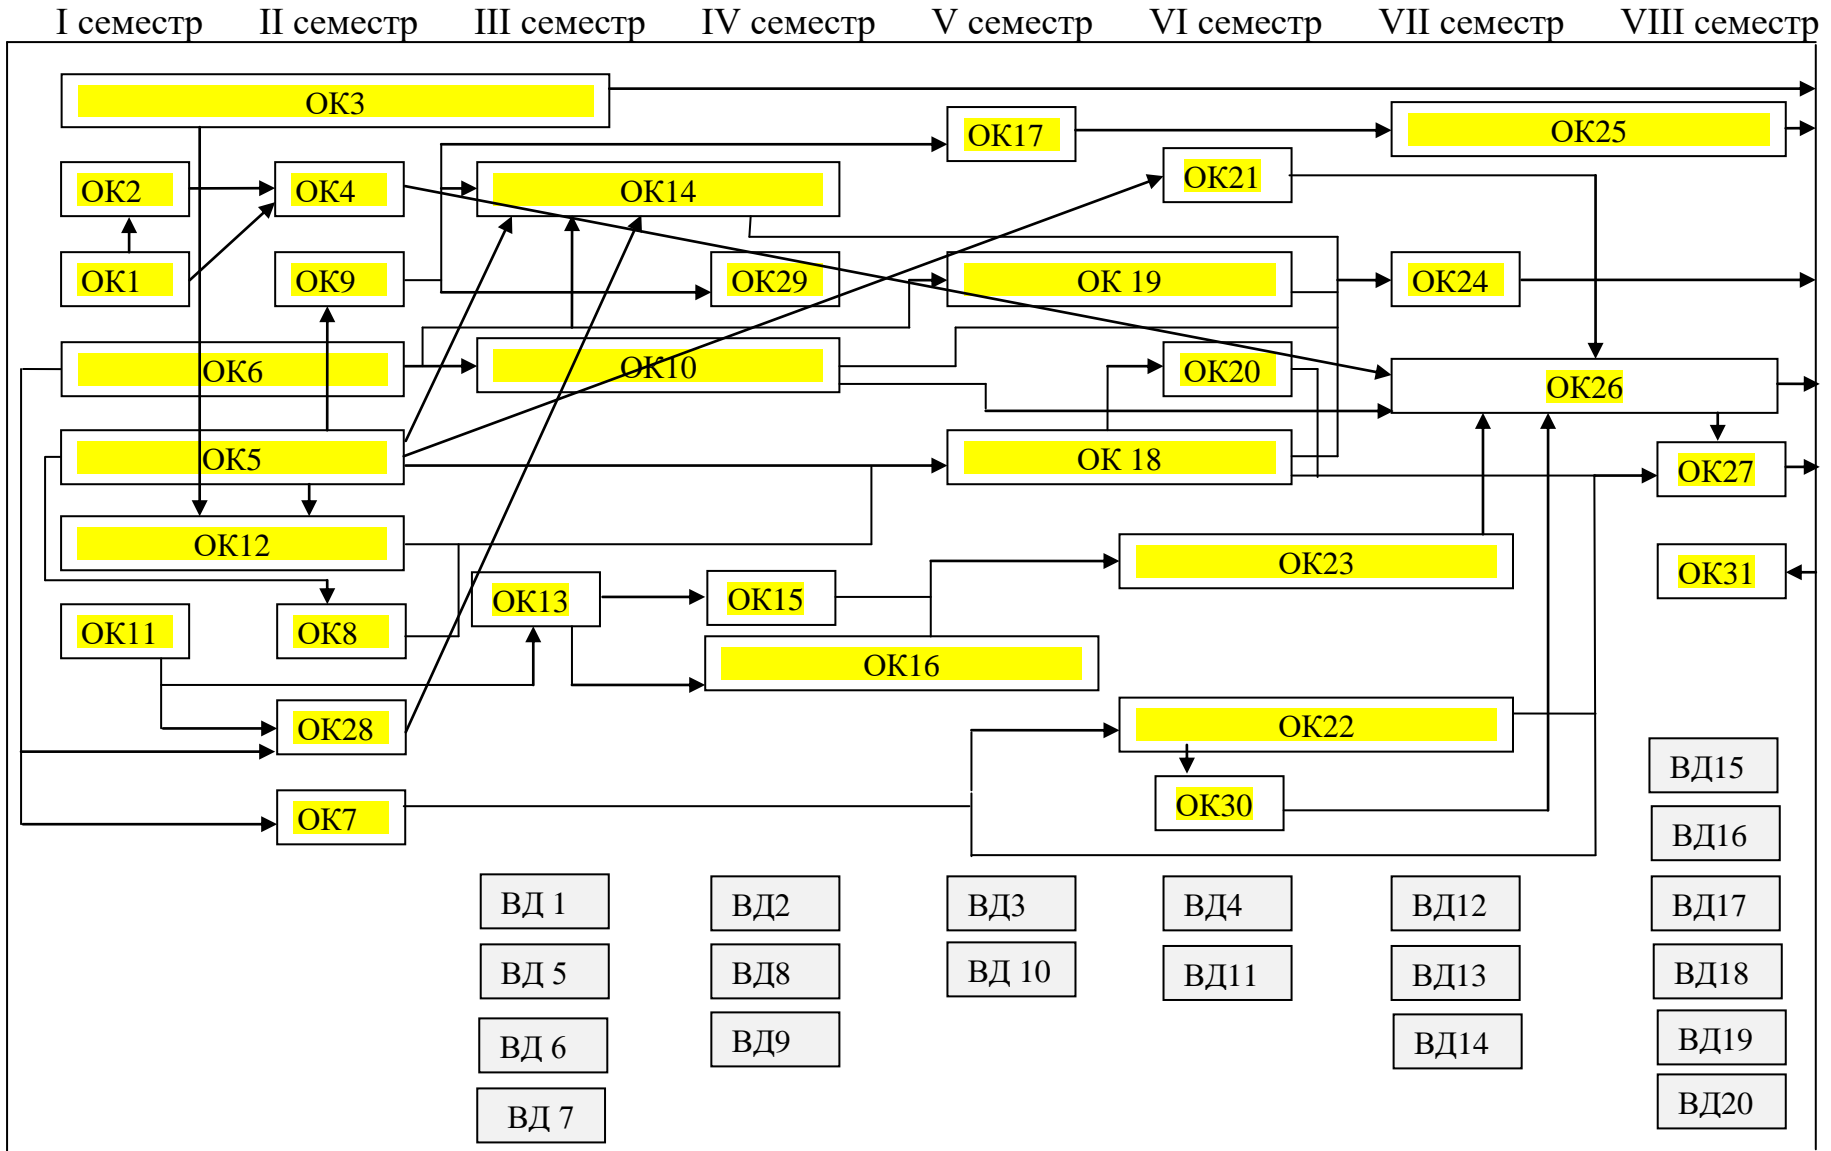 I семестр II семестр III семестр IV семестр V семестр VI семестр VII семестр VIII семестр
ОК3
ОК17
ОК25
ОК2
ОК4
ОК14
ОК21
ОК1
ОК9
ОК29
ОК 19
ОК24
ОК6
ОК10
ОК20
ОК26
ОК5
ОК 18
ОК27
ОК12
ОК23
ОК31
ОК13
ОК15
ОК11
ОК8
ОК16
ОК28
ОК22
ВД15
ОК7
ОК30
ВД16
ВД 1
ВД2
ВД3
ВД4
ВД12
ВД17
ВД 5
ВД8
ВД 10
ВД11
ВД13
ВД18
ВД 6
ВД9
ВД14
ВД19
ВД 7
ВД20